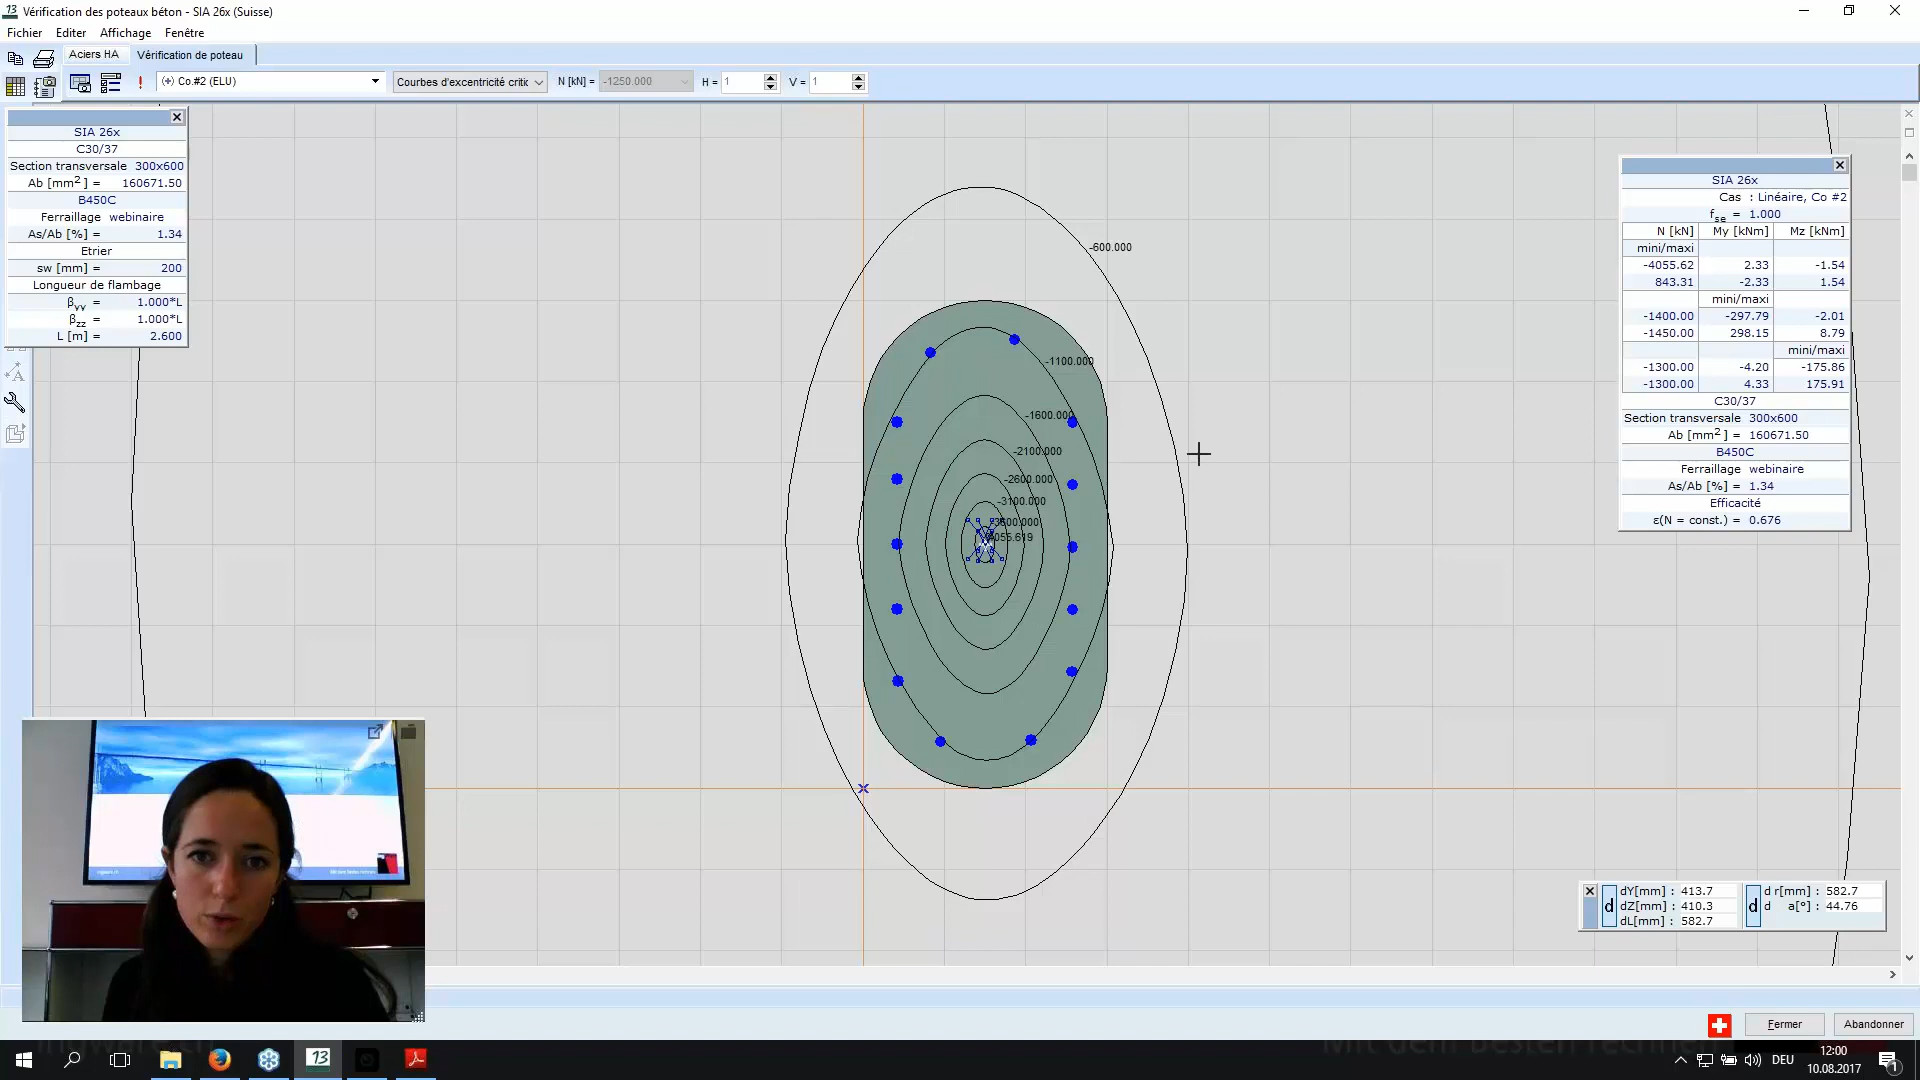 13 Vérification des poteaux béton - SIA 26x (Suisse)
Fichier Editer Affichage Fenêtre
Aciers HA Vérification de poteau
! (+) Co.#2 (ELU) Courbes d'excentricité critic N [kN] = -1250.000 H = 1 V = 1
SIA 26x
C30/37
Section transversale 300x600
Ab [mm2] = 160671.50
B450C
Ferraillage webinaire
As/Ab [%] = 1.34
Etrier
sw [mm] = 200
Longueur de flambage
βyy = 1.000*L
βzz = 1.000*L
L [m] = 2.600
-600.000
-1100.000
-1600.000
-2100.000
-2600.000
-3100.000
-3600.000
SIA 26x
Cas : Linéaire, Co #2
fse = 1.000
N [kN] My [kNm] Mz [kNm]
mini/maxi
-4055.62 2.33 -1.54
843.31 -2.33 1.54
mini/maxi
-1400.00 -297.79 -2.01
-1450.00 298.15 8.79
mini/maxi
-1300.00 -4.20 -175.86
-1300.00 4.33 175.91
C30/37
Section transversale 300x600
Ab [mm2] = 160671.50
B450C
Ferraillage webinaire
As/Ab [%] = 1.34
Efficacité
ε(N = const.) = 0.676
d dY[mm] : 413.7 d d r[mm] : 582.7
dZ[mm] : 410.3 d a[°] : 44.76
dL[mm] : 582.7
Fermer Abandonner
13 DEU 12:00
10.08.2017
1